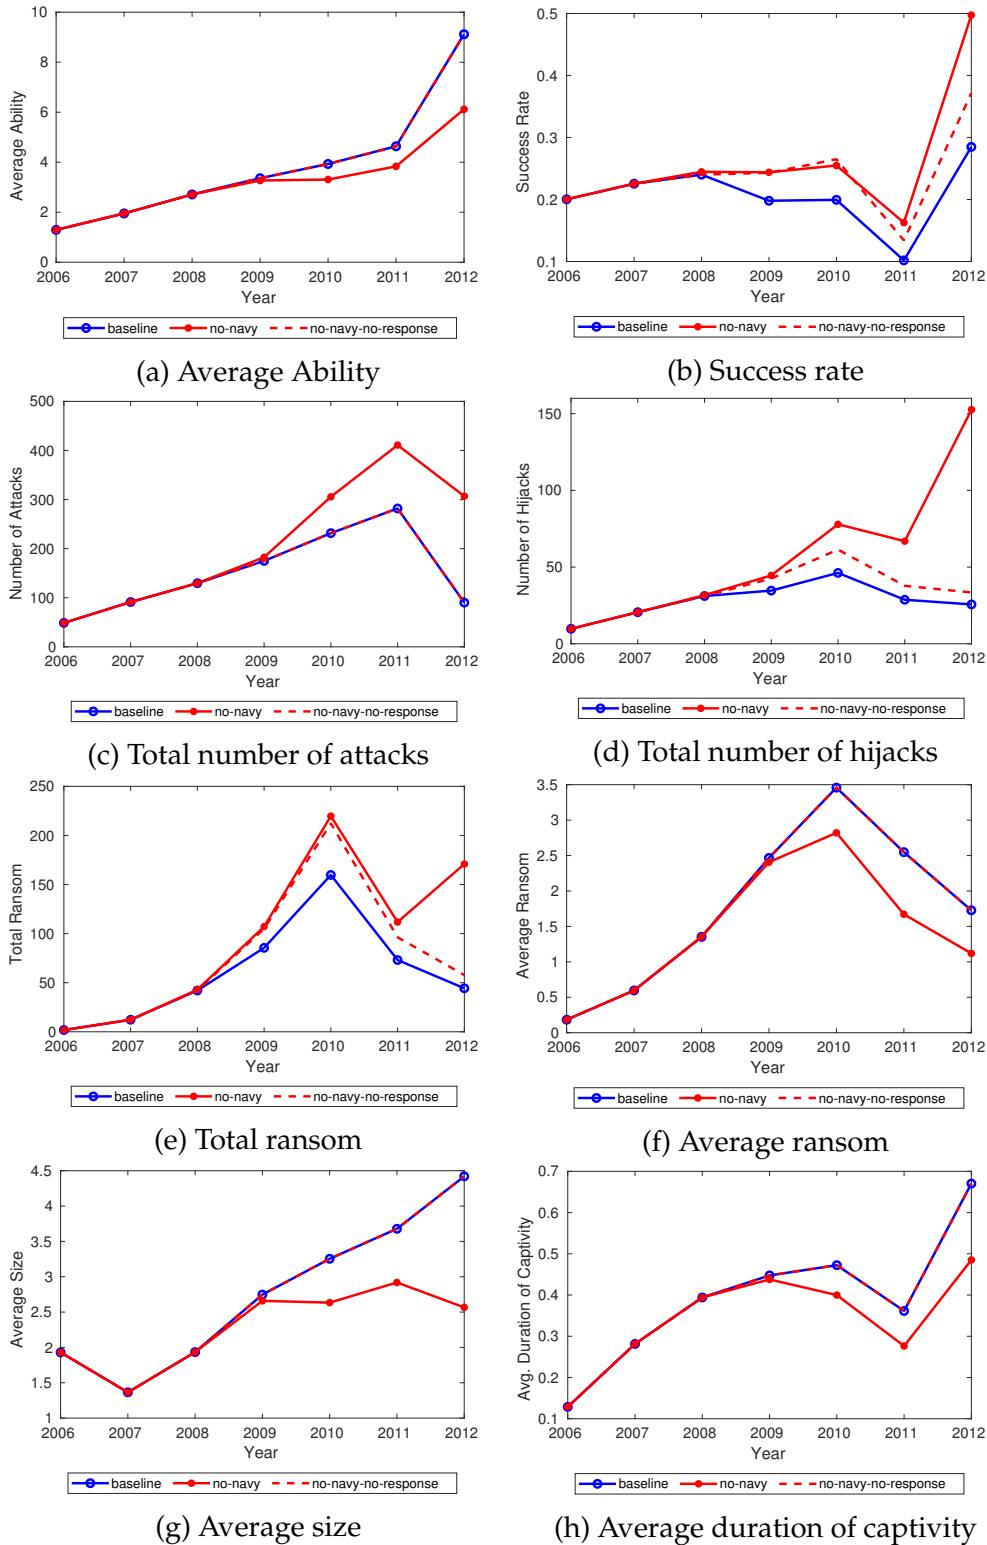 10
8
6
4
2
0
Average Ability
2006 2007 2008 2009 2010 2011 2012
Year
baseline no-navy no-navy-no-response
(a) Average Ability
0.5
0.4
0.3
0.2
0.1
Success Rate
2006 2007 2008 2009 2010 2011 2012
Year
baseline no-navy no-navy-no-response
(b) Success rate
500
400
300
200
100
0
Number of Attacks
2006 2007 2008 2009 2010 2011 2012
Year
baseline no-navy no-navy-no-response
(c) Total number of attacks
150
100
50
0
Number of Hijacks
2006 2007 2008 2009 2010 2011 2012
Year
baseline no-navy no-navy-no-response
(d) Total number of hijacks
250
200
150
100
50
0
Total Ransom
2006 2007 2008 2009 2010 2011 2012
Year
baseline no-navy no-navy-no-response
(e) Total ransom
3.5
3
2.5
2
1.5
1
0.5
0
Average Ransom
2006 2007 2008 2009 2010 2011 2012
Year
baseline no-navy no-navy-no-response
(f) Average ransom
4.5
4
3.5
3
2.5
2
1.5
1
Average Size
2006 2007 2008 2009 2010 2011 2012
Year
baseline no-navy no-navy-no-response
(g) Average size
0.7
0.6
0.5
0.4
0.3
0.2
0.1
Avg. Duration of Captivity
2006 2007 2008 2009 2010 2011 2012
Year
baseline no-navy no-navy-no-response
(h) Average duration of captivity